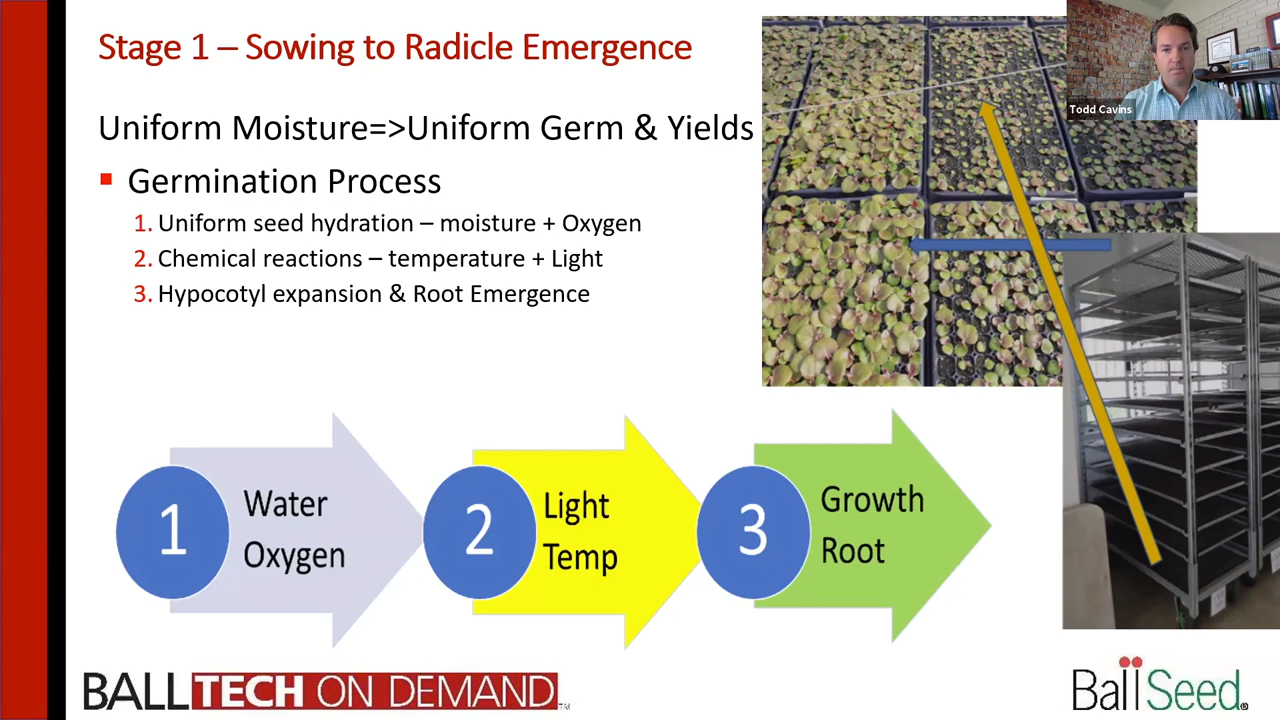 Stage 1 – Sowing to Radicle Emergence
Todd Cavins
Uniform Moisture=>Uniform Germ & Yields
Germination Process
1. Uniform seed hydration – moisture + Oxygen
2. Chemical reactions – temperature + Light
3. Hypocotyl expansion & Root Emergence
1
Water
Oxygen
2
Light
Temp
3
Growth
Root
BALLTECH ON DEMAND™
Ball Seed®